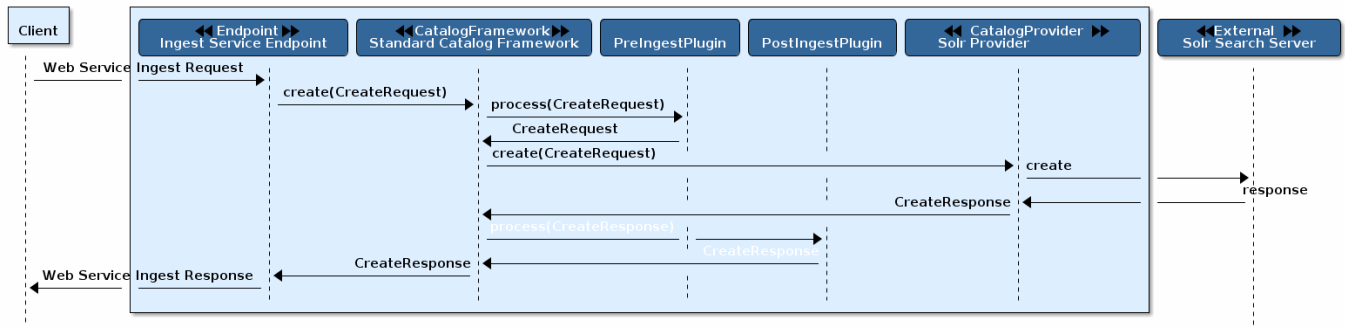 Client
Endpoint
Ingest Service Endpoint
CatalogFramework
Standard Catalog Framework
PreIngestPlugin
PostIngestPlugin
CatalogProvider
Solr Provider
External
Solr Search Server
Web Service Ingest Request
create(CreateRequest)
process(CreateRequest)
CreateRequest
create(CreateRequest)
create
response
CreateResponse
process(CreateResponse)
CreateResponse
CreateResponse
Web Service Ingest Response